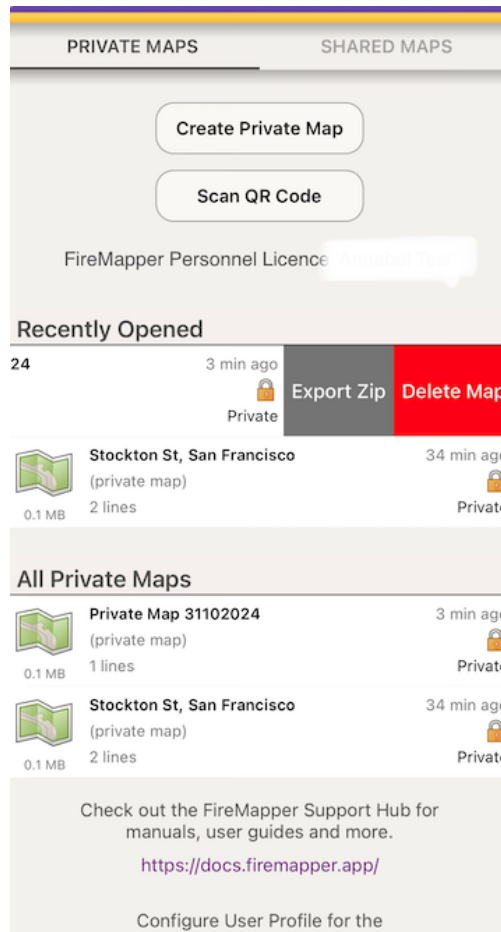 PRIVATE MAPS SHARED MAPS
Create Private Map
Scan QR Code
FireMapper Personnel Licence
Recently Opened
24 3 min ago
Private
Export Zip Delete Map
Stockton St, San Francisco 34 min ago
(private map)
0.1 MB 2 lines Private
All Private Maps
Private Map 31102024 3 min ago
(private map)
0.1 MB 1 lines Private
Stockton St, San Francisco 34 min ago
(private map)
0.1 MB 2 lines Private
Check out the FireMapper Support Hub for
manuals, user guides and more.
https://docs.firemapper.app/
Configure User Profile for the